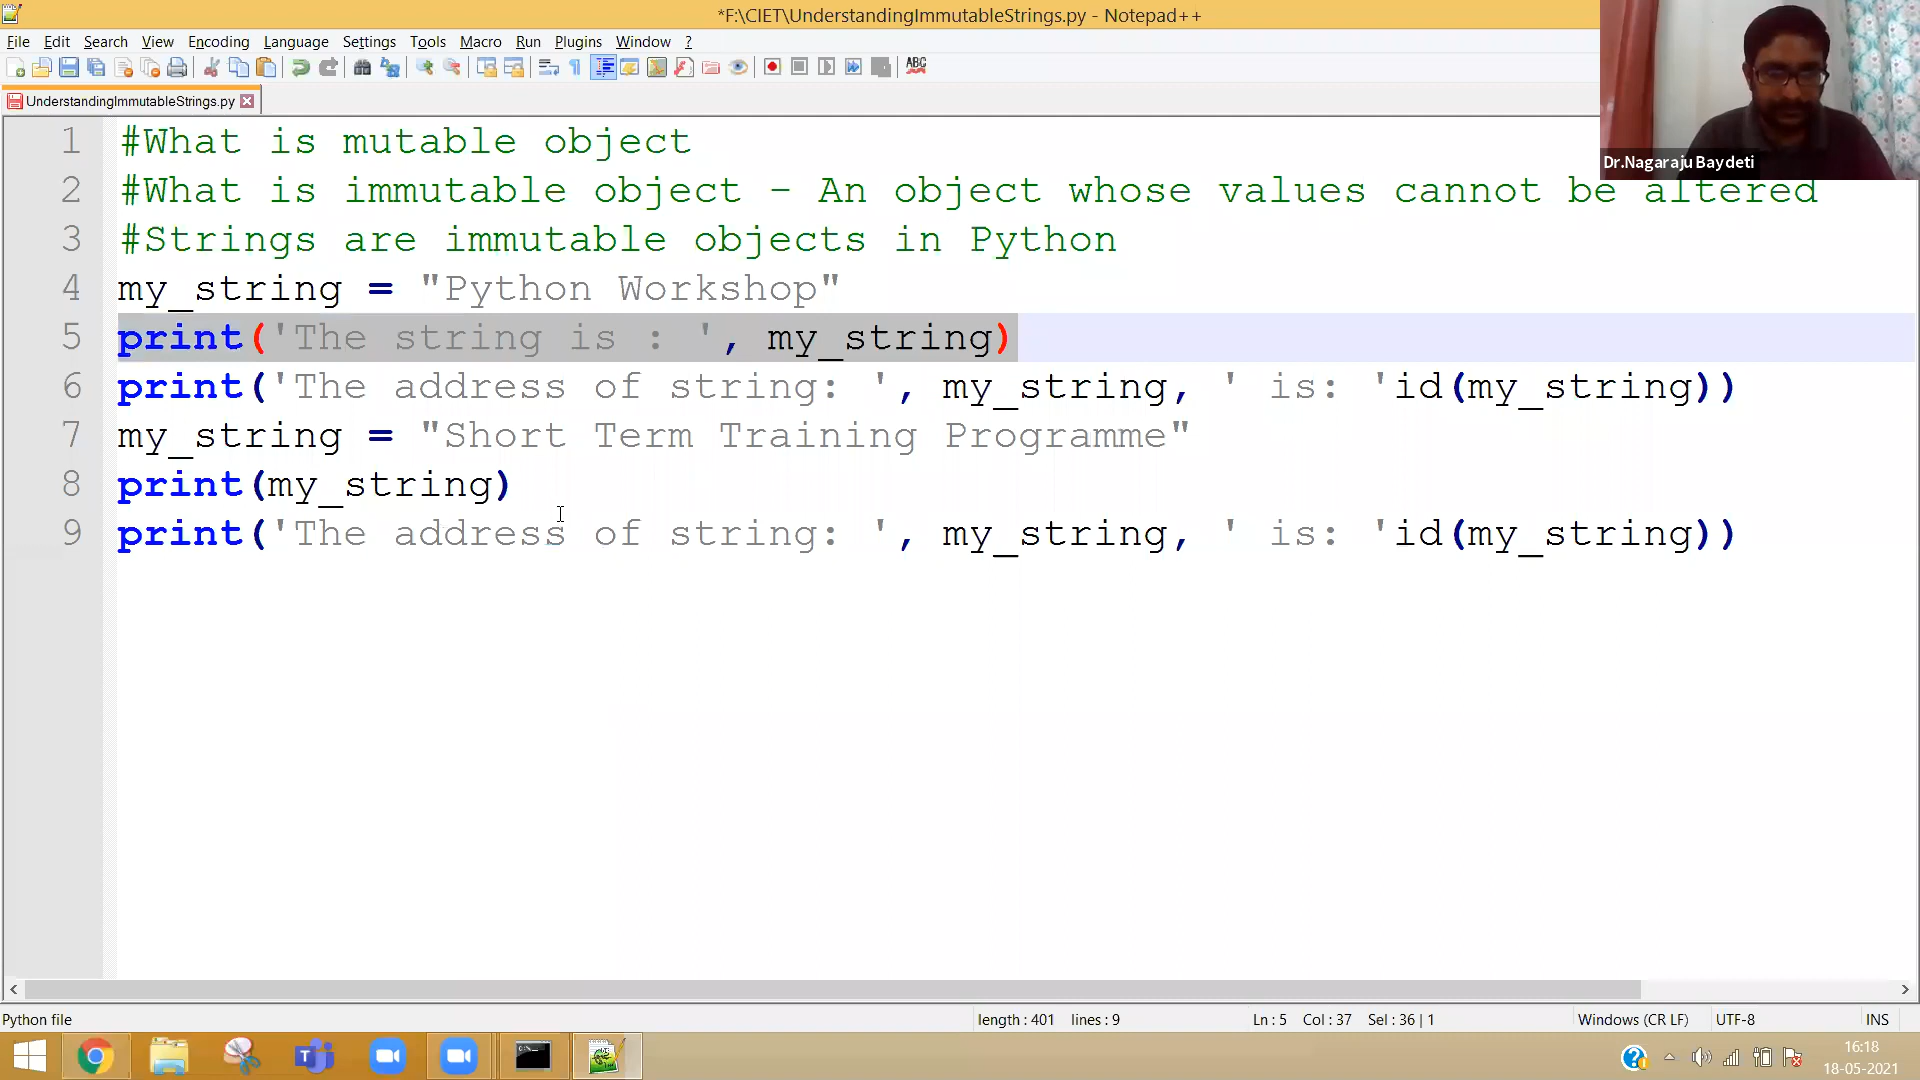 *F:\CIET\UnderstandingImmutableStrings.py - Notepad++
File Edit Search View Encoding Language Settings Tools Macro Run Plugins Window ?
ABC
UnderstandingImmutableStrings.py
Dr.Nagaraju Baydeti
1 #What is mutable object
2 #What is immutable object - An object whose values cannot be altered
3 #Strings are immutable objects in Python
4 my_string = "Python Workshop"
5 print('The string is : ', my_string)
6 print('The address of string: ', my_string, ' is: 'id(my_string))
7 my_string = "Short Term Training Programme"
8 print(my_string)
9 print('The address of string: ', my_string, ' is: 'id(my_string))
Python file length : 401 lines : 9 Ln : 5 Col : 37 Sel : 36 | 1 Windows (CR LF) UTF-8 INS
16:18
18-05-2021